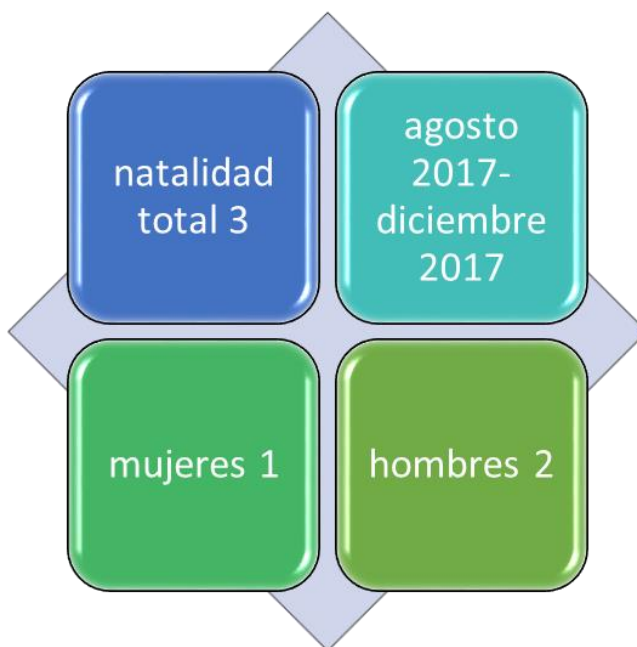 natalidad
total 3
agosto
2017-
diciembre
2017
mujeres 1
hombres 2